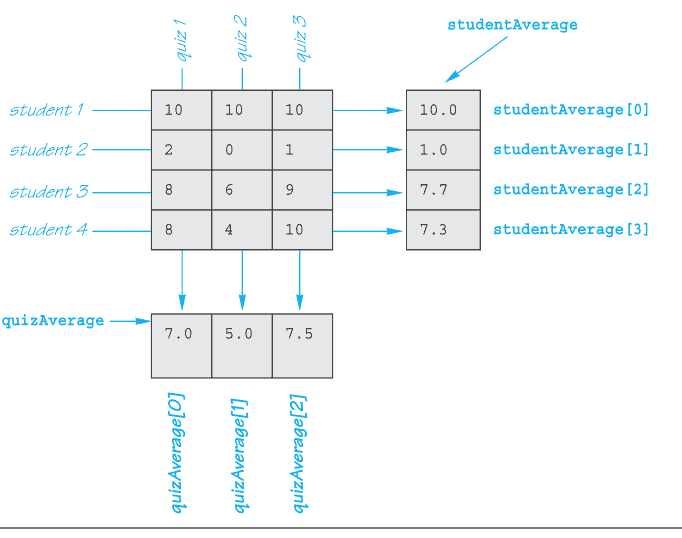 quiz 1 quiz 2 quiz 3
studentAverage
student 1 10 10 10 10.0 studentAverage[0]
student 2 2 0 1 1.0 studentAverage[1]
student 3 8 6 9 7.7 studentAverage[2]
student 4 8 4 10 7.3 studentAverage[3]
quizAverage 7.0 5.0 7.5
quizAverage[0] quizAverage[1] quizAverage[2]